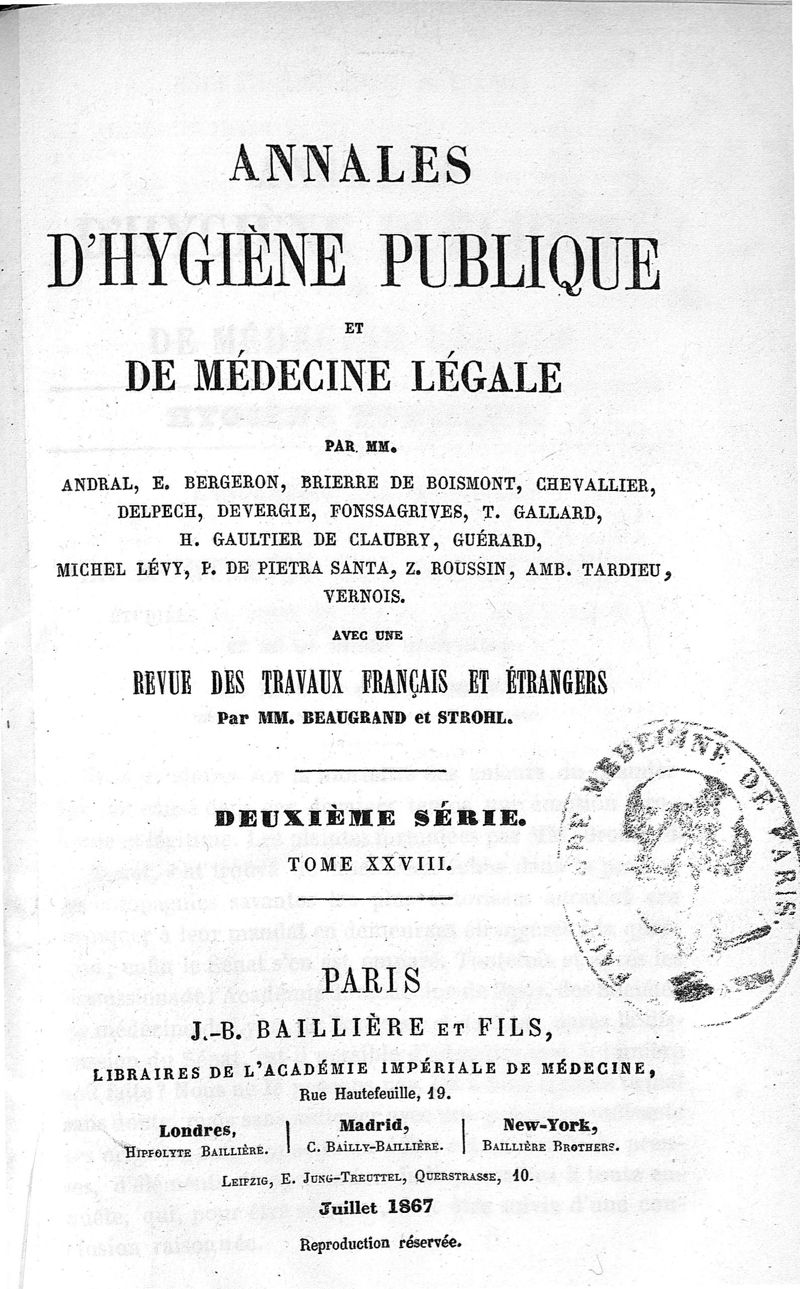 ANNALES
D'HYGIÈNE PUBLIQUE
ET
DE MÉDECINE LÉGALE
PAR MM.
ANDRAL, E. BERGERON, BRIERRE DE BOISMONT, CHEVALLIER,
DELPECH, DEVERGIE, FONSSAGRIVES, T. GALLARD,
H. GAULTIER DE CLAUBRY, GUÉRARD,
MICHEL LÉVY, P. DE PIETRA SANTA, Z. ROUSSIN, AMB. TARDIEU,
VERNOIS.
AVEC UNE
REVUE DES TRAVAUX FRANÇAIS ET ÉTRANGERS
Par MM. BEAUGRAND et STROHL.
DE MEDECINE DE PARIS.
DEUXIÈME SÉRIE.
TOME XXVIII.
PARIS
J.-B. BAILLIÈRE ET FILS,
LIBRAIRES DE L'ACADÉMIE IMPÉRIALE DE MÉDECINE,
Rue Hautefeuille, 19.
Londres, Madrid, New-York,
HIPPOLYTE BAILLIÈRE. C. BAILLY-BAILLIÈRE. BAILLIÈRE BROTHERS.
LEIPZIG, E. JUNG-TREUTTEL, QUERSTRASSE, 10.
Juillet 1867
Reproduction réservée.